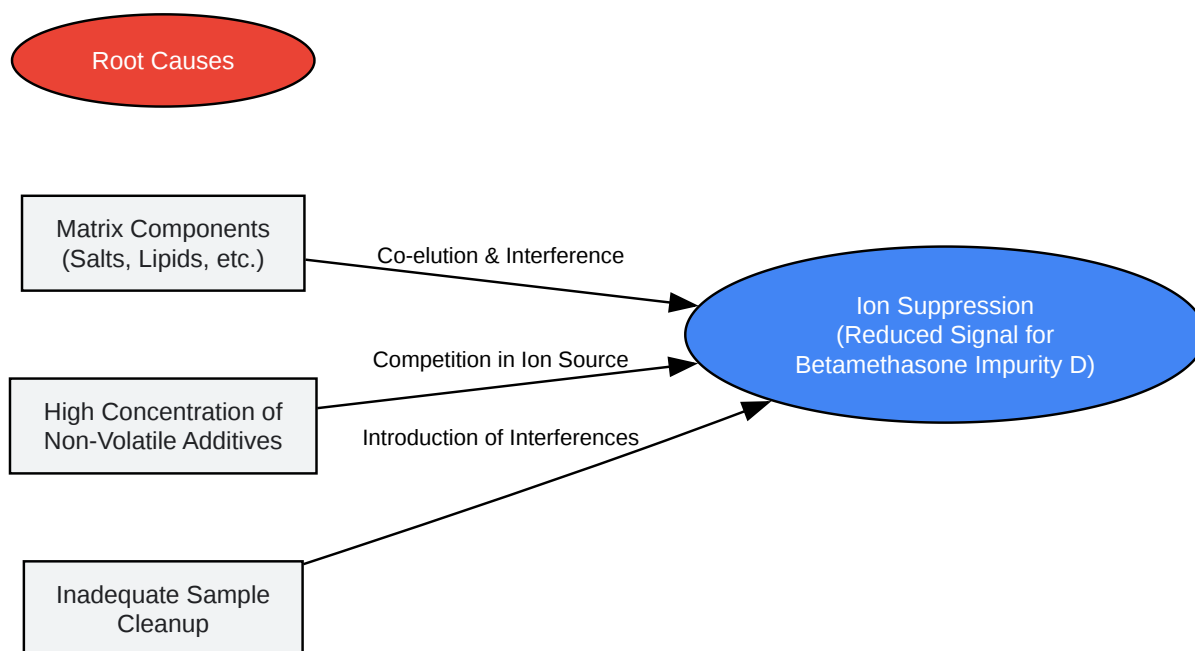 Root Causes
Matrix Components
(Salts, Lipids, etc.)
Co-elution & Interference
Ion Suppression
(Reduced Signal for
Betamethasone Impurity D)
Competition in Ion Source
High Concentration of
Non-Volatile Additives
Introduction of Interferences
Inadequate Sample
Cleanup